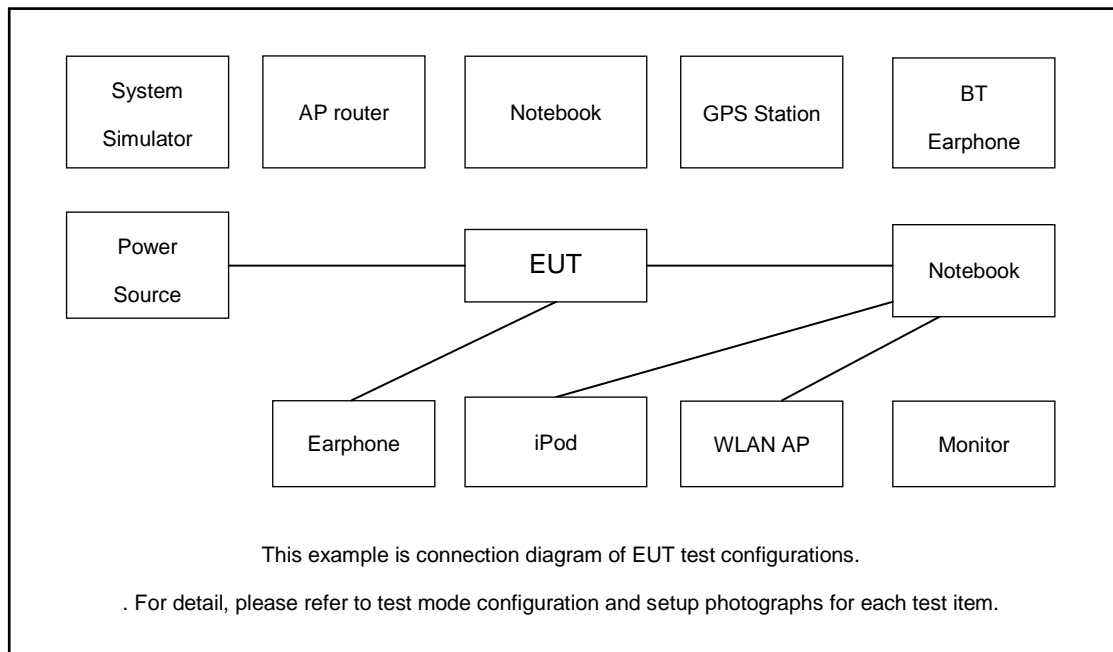 System
Simulator
AP router
Notebook
GPS Station
BT
Earphone
Power
Source
EUT
Notebook
Earphone
iPod
WLAN AP
Monitor
This example is connection diagram of EUT test configurations.
. For detail, please refer to test mode configuration and setup photographs for each test item.